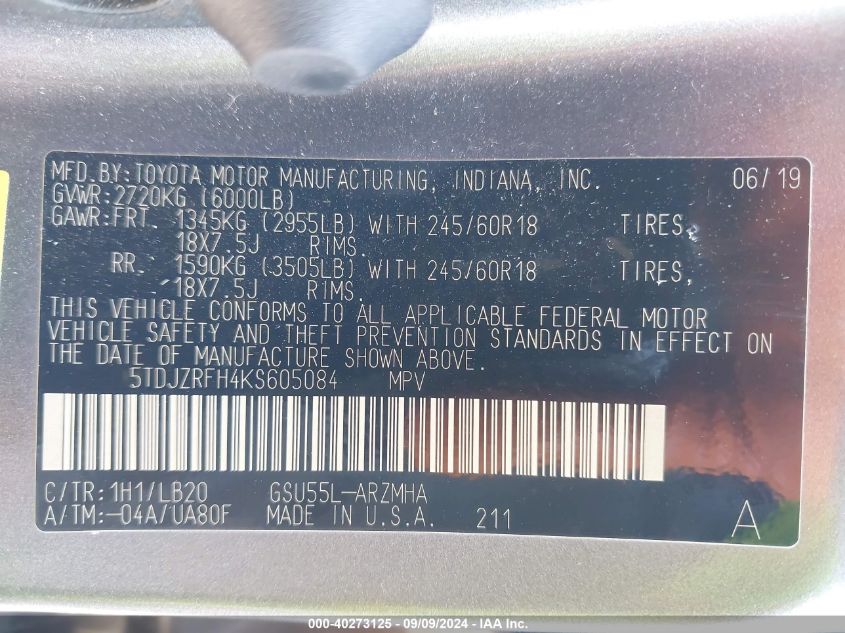 MFD.BY:TOYOTA MOTOR MANUFACTURING, INDIANA, INC. 06/19
GVWR:2720KG (6000LB)
GAWR:FRT. 1345KG (2955LB) WITH 245/60R18 TIRES,
18X7.5J RIMS.
RR. 1590KG (3505LB) WITH 245/60R18 TIRES,
18X7.5J RIMS.
THIS VEHICLE CONFORMS TO ALL APPLICABLE FEDERAL MOTOR
VEHICLE SAFETY AND THEFT PREVENTION STANDARDS IN EFFECT ON
THE DATE OF MANUFACTURE SHOWN ABOVE.
5TDJZRFH4KS605084 MPV
C/TR:1H1/LB20 GSU55L-ARZMHA
A/TM:-04A/UA80F MADE IN U.S.A. 211 A
000-40273125 - 09/09/2024 - IAAI.COM